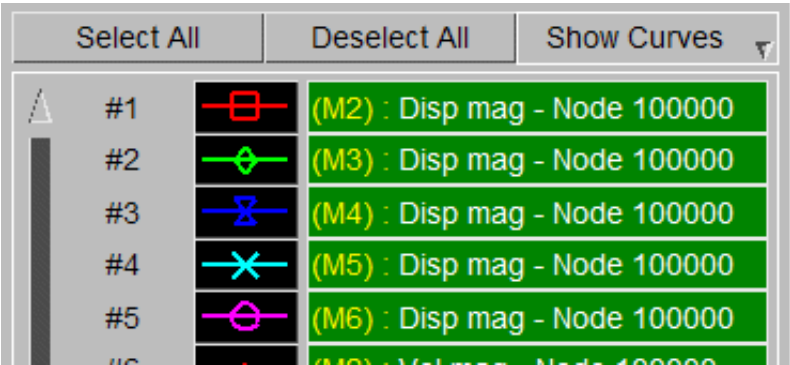 Select All Deselect All Show Curves
#1 (M2) : Disp mag - Node 100000
#2 (M3) : Disp mag - Node 100000
#3 (M4) : Disp mag - Node 100000
#4 (M5) : Disp mag - Node 100000
#5 (M6) : Disp mag - Node 100000